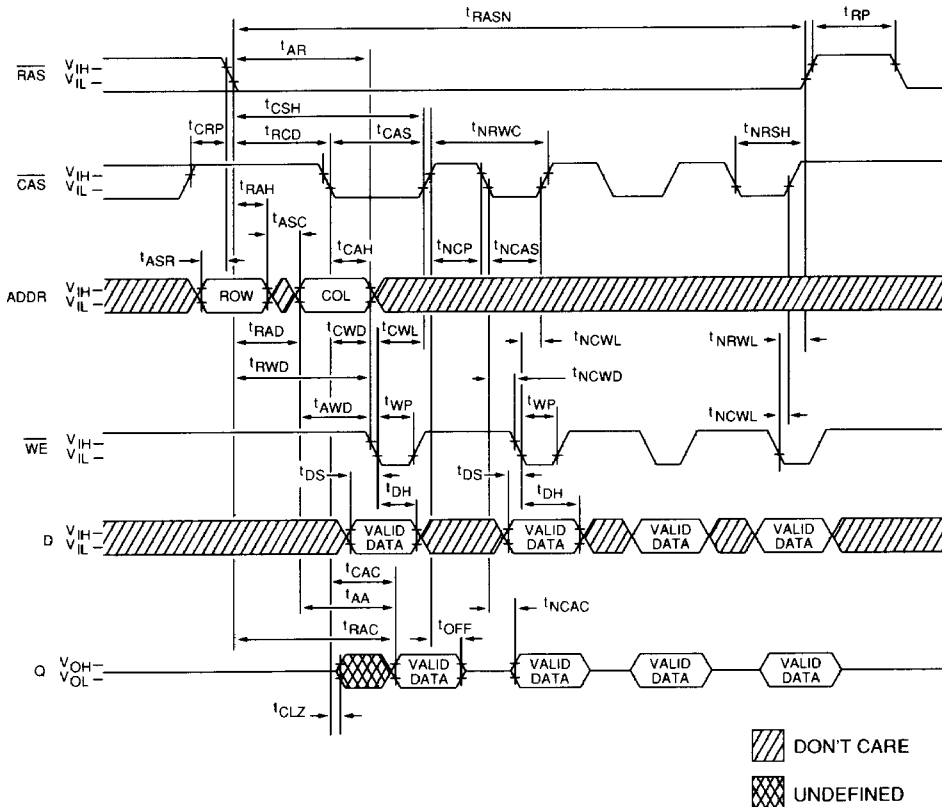 tRASN
tRP
tAR
RAS VIH
VIL
tCSH
tCRP
tRCD
tCAS
tNRWC
tNRSH
CAS VIH
VIL
tRAH
tASC
tASR
tCAH
tNCP
tNCAS
ADDR VIH
VIL
ROW
COL
tRAD
tCWD
tCWL
tNCWL
tNRWL
tRWD
tNCWD
tAWD
tWP
tWP
tNCWL
WE VIH
VIL
tDS
tDH
tDS
tDH
D VIH
VIL
VALID DATA
VALID DATA
VALID DATA
VALID DATA
tCAC
tAA
tNCAC
tRAC
tOFF
Q VOH
VOL
VALID DATA
VALID DATA
VALID DATA
VALID DATA
tCLZ
DON'T CARE
UNDEFINED